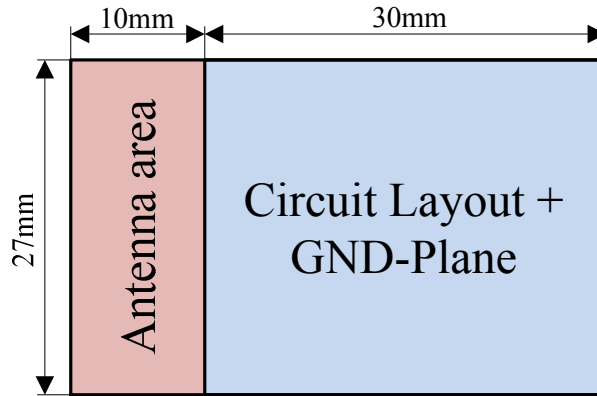 10mm
30mm
27mm
Antenna area
Circuit Layout +
GND-Plane